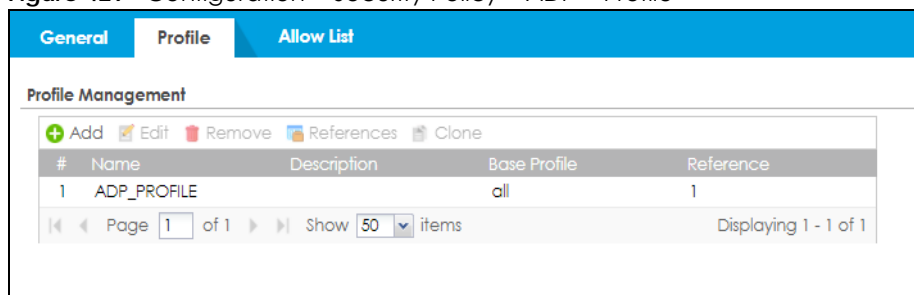 General Profile Allow List
Profile Management
Add Edit Remove References Clone
# Name Description Base Profile Reference
1 ADP_PROFILE all 1
Page 1 of 1 Show 50 items Displaying 1 - 1 of 1